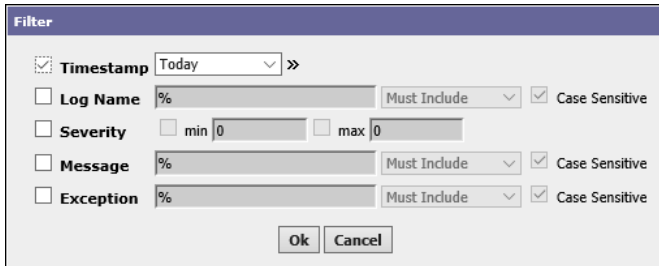 Filter
Timestamp Today »
Log Name % Must Include Case Sensitive
Severity min 0 max 0
Message % Must Include Case Sensitive
Exception % Must Include Case Sensitive
Ok Cancel